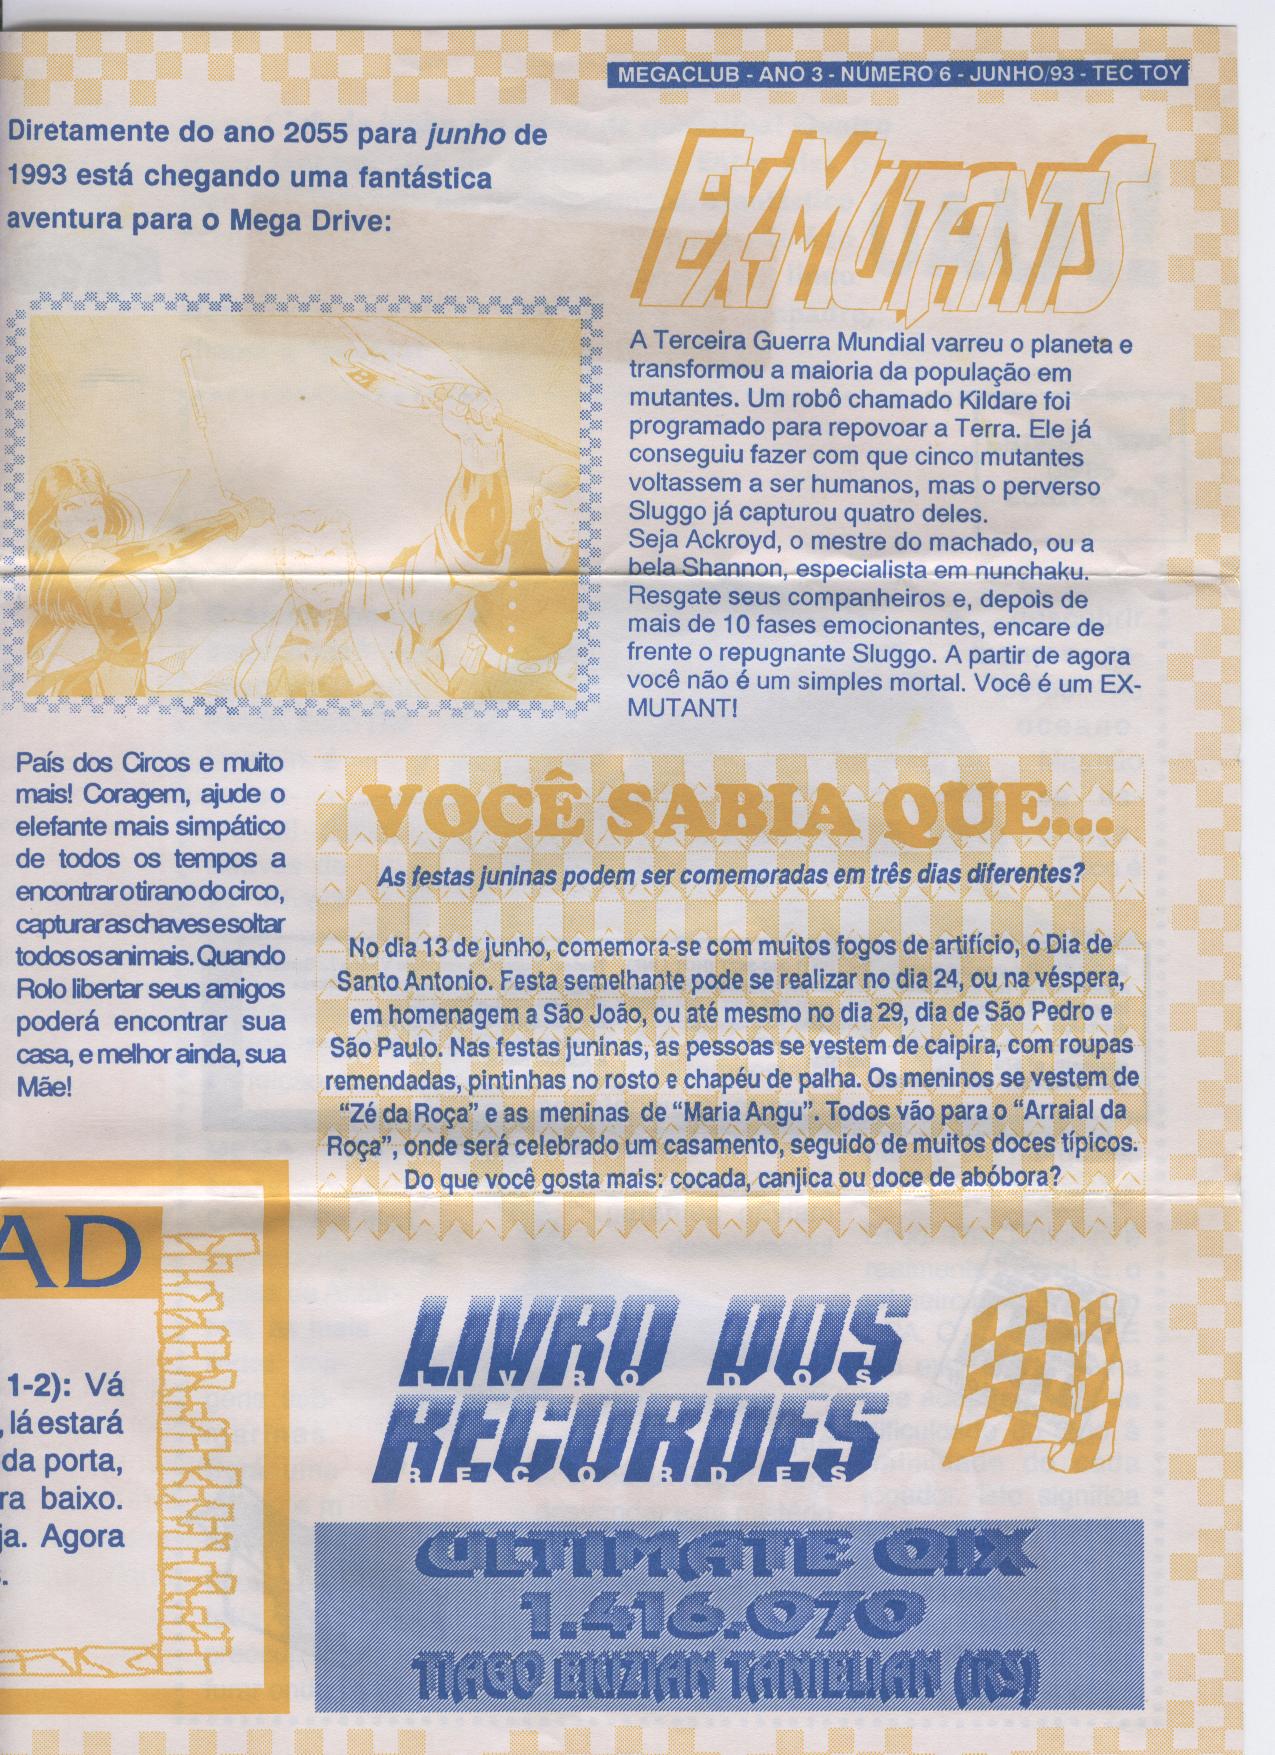 MEGACLUB - ANO 3 - NÚMERO 6 - JUNHO/93 - TEC TOY
Diretamente do ano 2055 para junho de
1993 está chegando uma fantástica
aventura para o Mega Drive:
EX-MUTANTS
A Terceira Guerra Mundial varreu o planeta e
transformou a maioria da população em
mutantes. Um robô chamado Kildare foi
programado para repovoar a Terra. Ele já
conseguiu fazer com que cinco mutantes
voltassem a ser humanos, mas o perverso
Sluggo já capturou quatro deles.
Seja Ackroyd, o mestre do machado, ou a
bela Shannon, especialista em nunchaku.
Resgate seus companheiros e, depois de
mais de 10 fases emocionantes, encare de
frente o repugnante Sluggo. A partir de agora
você não é um simples mortal. Você é um EX-
MUTANT!
País dos Circos e muito
mais! Coragem, ajude o
elefante mais simpático
de todos os tempos a
encontrar o tirano do circo,
capturar as chaves e soltar
todos os animais. Quando
Rolo libertar seus amigos
poderá encontrar sua
casa, e melhor ainda, sua
Mãe!
VOCÊ SABIA QUE...
As festas juninas podem ser comemoradas em três dias diferentes?
No dia 13 de junho, comemora-se com muitos fogos de artifício, o Dia de
Santo Antonio. Festa semelhante pode se realizar no dia 24, ou na véspera,
em homenagem a São João, ou até mesmo no dia 29, dia de São Pedro e
São Paulo. Nas festas juninas, as pessoas se vestem de caipira, com roupas
remendadas, pintinhas no rosto e chapéu de palha. Os meninos se vestem de
“Zé da Roça” e as meninas de “Maria Angu”. Todos vão para o “Arraial da
Roça”, onde será celebrado um casamento, seguido de muitos doces típicos.
Do que você gosta mais: cocada, canjica ou doce de abóbora?
AD
1-2): Vá
, lá estará
da porta,
ra baixo.
ja. Agora
LIVRO DOS
LIVRO DOS
RECORDES
RECORDES
ULTIMATE QIX
1.416.070
TIAGO EKIZIAN TANIELIAN (RS)